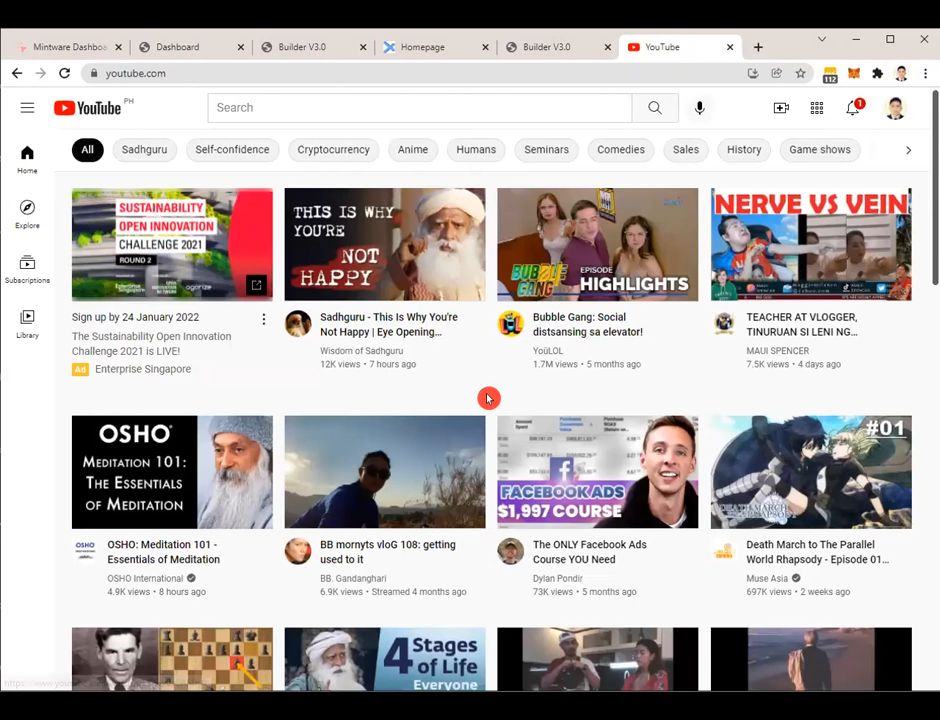 Mintware Dashboa
Dashboard
Builder V3.0
Homepage
Builder V3.0
YouTube
youtube.com
112
YouTube PH
Search
1
All
Sadhguru
Self-confidence
Cryptocurrency
Anime
Humans
Seminars
Comedies
Sales
History
Game shows
Home
Explore
Subscriptions
Library
SUSTAINABILITY
OPEN INNOVATION
CHALLENGE 2021
ROUND 2
Sign up by 24 January 2022
The Sustainability Open Innovation
Challenge 2021 is LIVE!
Ad Enterprise Singapore
THIS IS WHY
YOU'RE
NOT
HAPPY
Sadhguru - This Is Why You're
Not Happy | Eye Opening...
Wisdom of Sadhguru
12K views • 7 hours ago
BUBBLE
GANG
EPISODE
HIGHLIGHTS
Bubble Gang: Social
distsansing sa elevator!
YoüLOL
1.7M views • 5 months ago
NERVE VS VEIN
TEACHER AT VLOGGER,
TINURUAN SI LENI NG...
MAUI SPENCER
7.5K views • 4 days ago
OSHO
MEDITATION 101:
THE ESSENTIALS
OF MEDITATION
OSHO: Meditation 101 -
Essentials of Meditation
OSHO International
4.9K views • 8 hours ago
BB mornyts vloG 108: getting
used to it
BB. Gandanghari
6.9K views • Streamed 4 months ago
FACEBOOK ADS
$1,997 COURSE
The ONLY Facebook Ads
Course YOU Need
Dylan Pondir
73K views • 5 months ago
#01
Death March to The Parallel
World Rhapsody - Episode 01...
Muse Asia
697K views • 2 weeks ago
4 Stages
of Life
Everyone